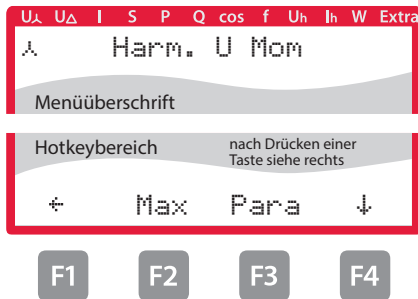 U⅄ U△ I S P Q cos f Uh Ih W Extra
⅄ Harm. U Mom
Menüüberschrift
Hotkeybereich
nach Drücken einer
Taste siehe rechts
← Max Para ↓
F1 F2 F3 F4